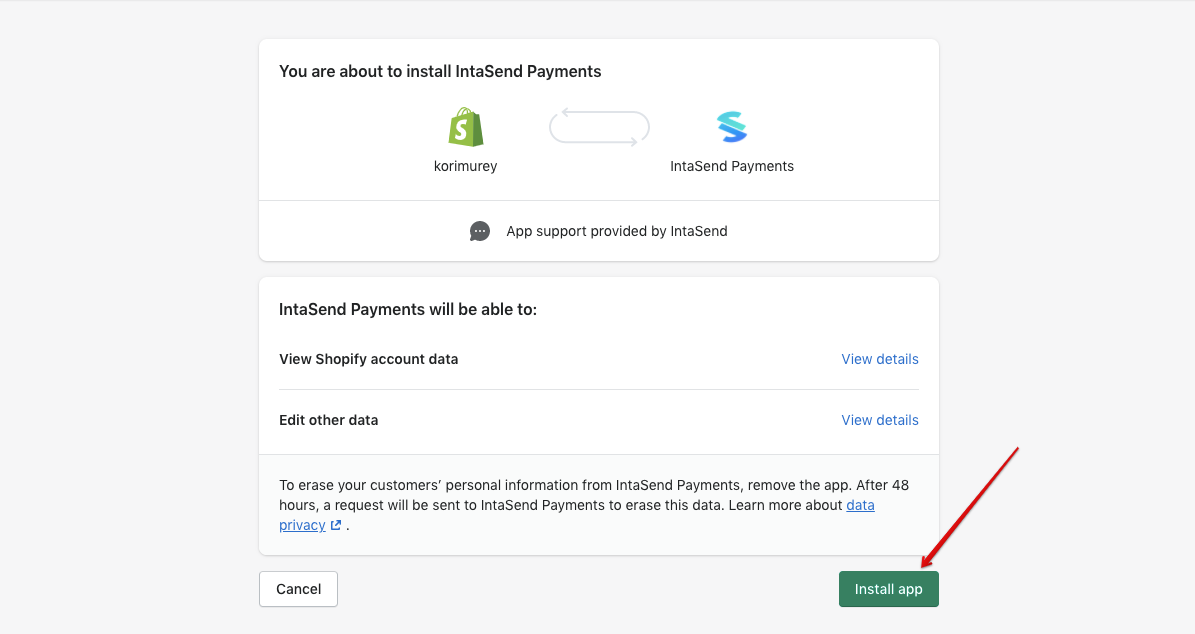 You are about to install IntaSend Payments
korimurey
IntaSend Payments
App support provided by IntaSend
IntaSend Payments will be able to:
View Shopify account data
View details
Edit other data
View details
To erase your customers’ personal information from IntaSend Payments, remove the app. After 48
hours, a request will be sent to IntaSend Payments to erase this data. Learn more about data
privacy .
Cancel
Install app